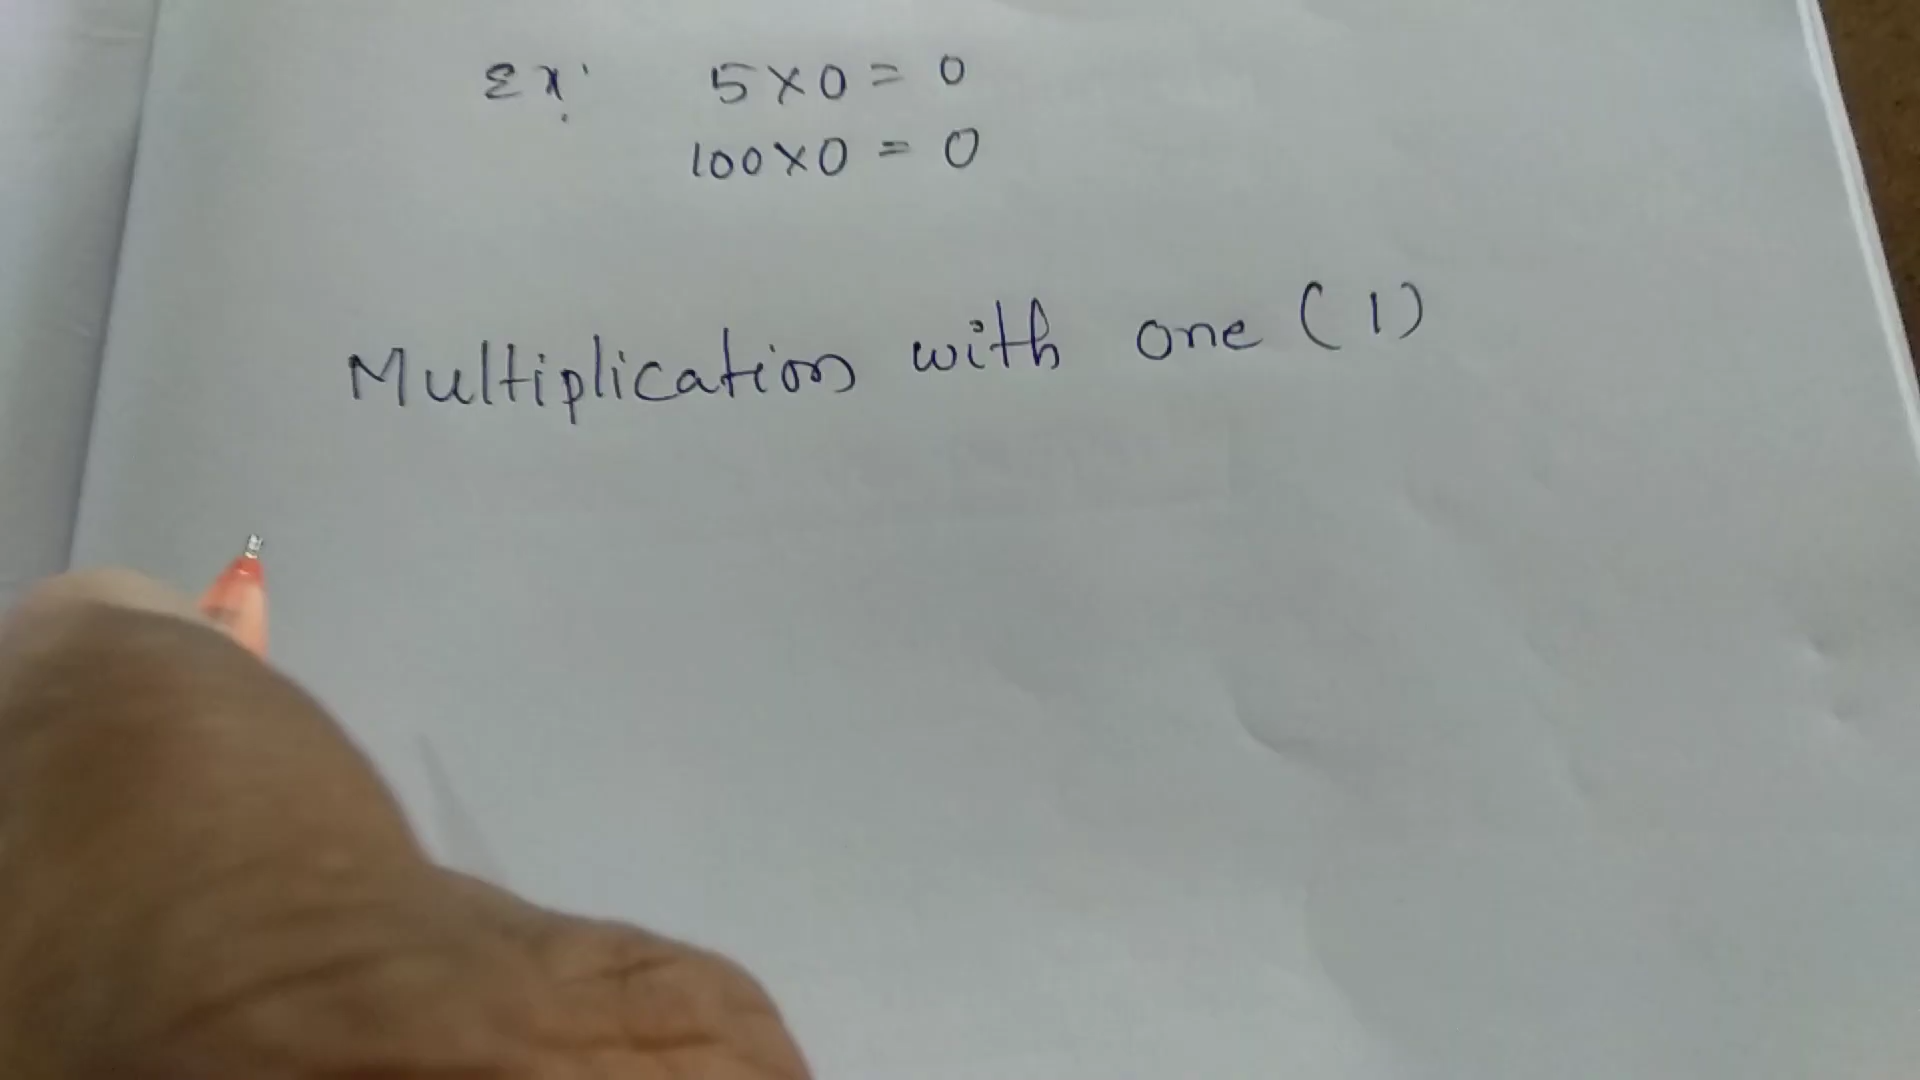 Ex: 5×0 = 0
100×0 = 0
Multiplication with one (1)